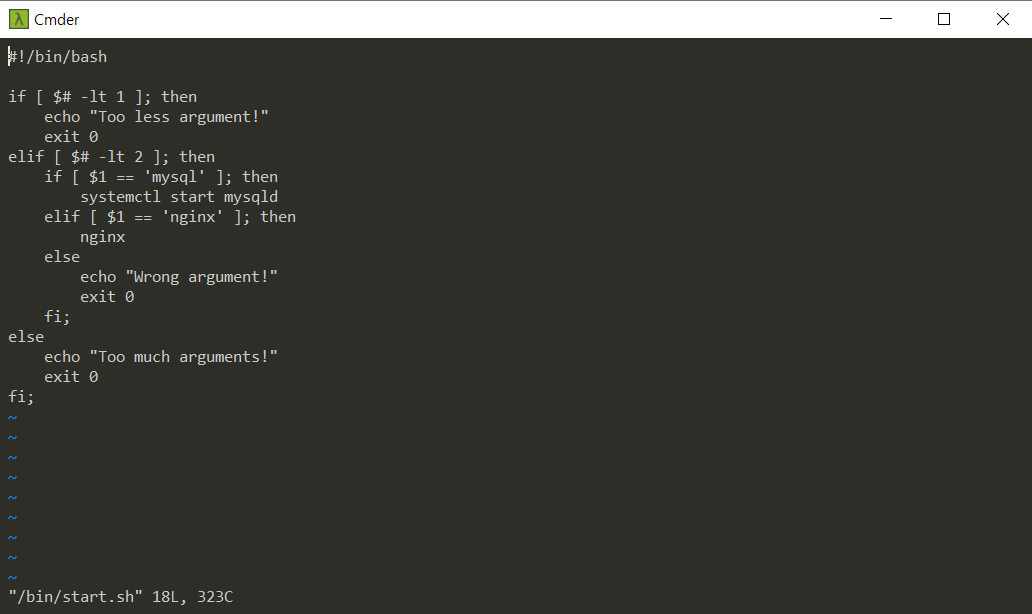 Cmder
#!/bin/bash
if [ $# -lt 1 ]; then
    echo "Too less argument!"
    exit 0
elif [ $# -lt 2 ]; then
    if [ $1 == 'mysql' ]; then
        systemctl start mysqld
    elif [ $1 == 'nginx' ]; then
        nginx
    else
        echo "Wrong argument!"
        exit 0
    fi;
else
    echo "Too much arguments!"
    exit 0
fi;
~
~
~
~
~
~
~
~
~
"/bin/start.sh" 18L, 323C